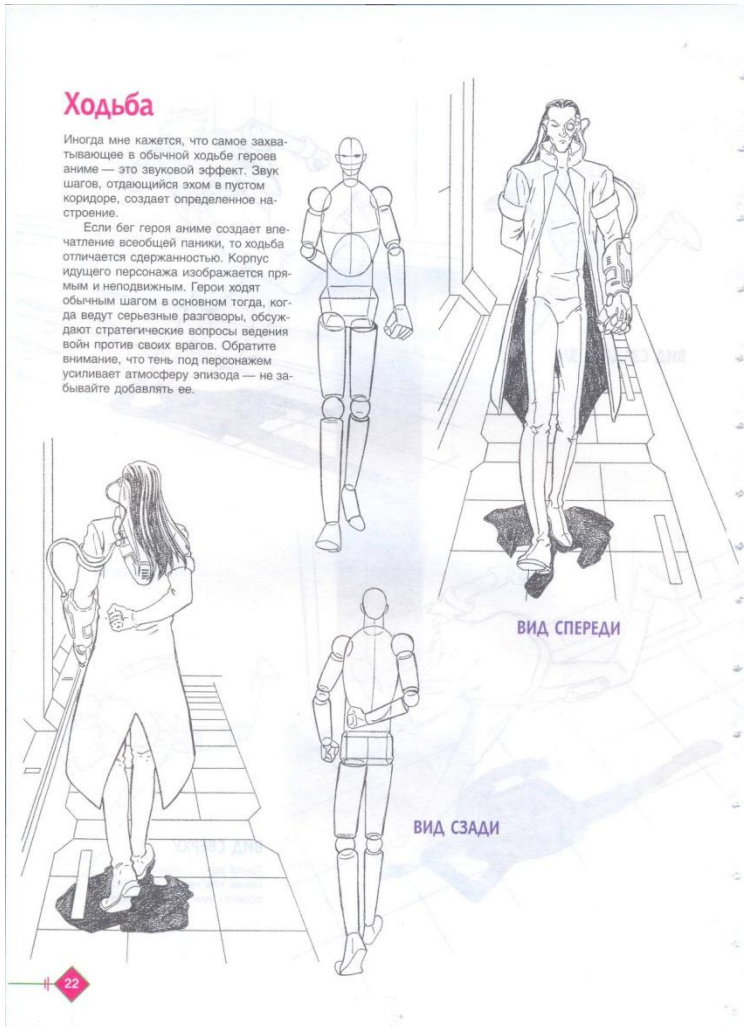 Ходьба
Иногда мне кажется, что самое захва-
тывающее в обычной ходьбе героев
аниме — это звуковой эффект. Звук
шагов, отдающийся эхом в пустом
коридоре, создает определенное на-
строение.
Если бег героя аниме создает впе-
чатление всеобщей паники, то ходьба
отличается сдержанностью. Корпус
идущего персонажа изображается пря-
мым и неподвижным. Герои ходят
обычным шагом в основном тогда, ког-
да ведут серьезные разговоры, обсуж-
дают стратегические вопросы ведения
войн против своих врагов. Обратите
внимание, что тень под персонажем
усиливает атмосферу эпизода — не за-
бывайте добавлять ее.
ВИД СПЕРЕДИ
ВИД СЗАДИ
22